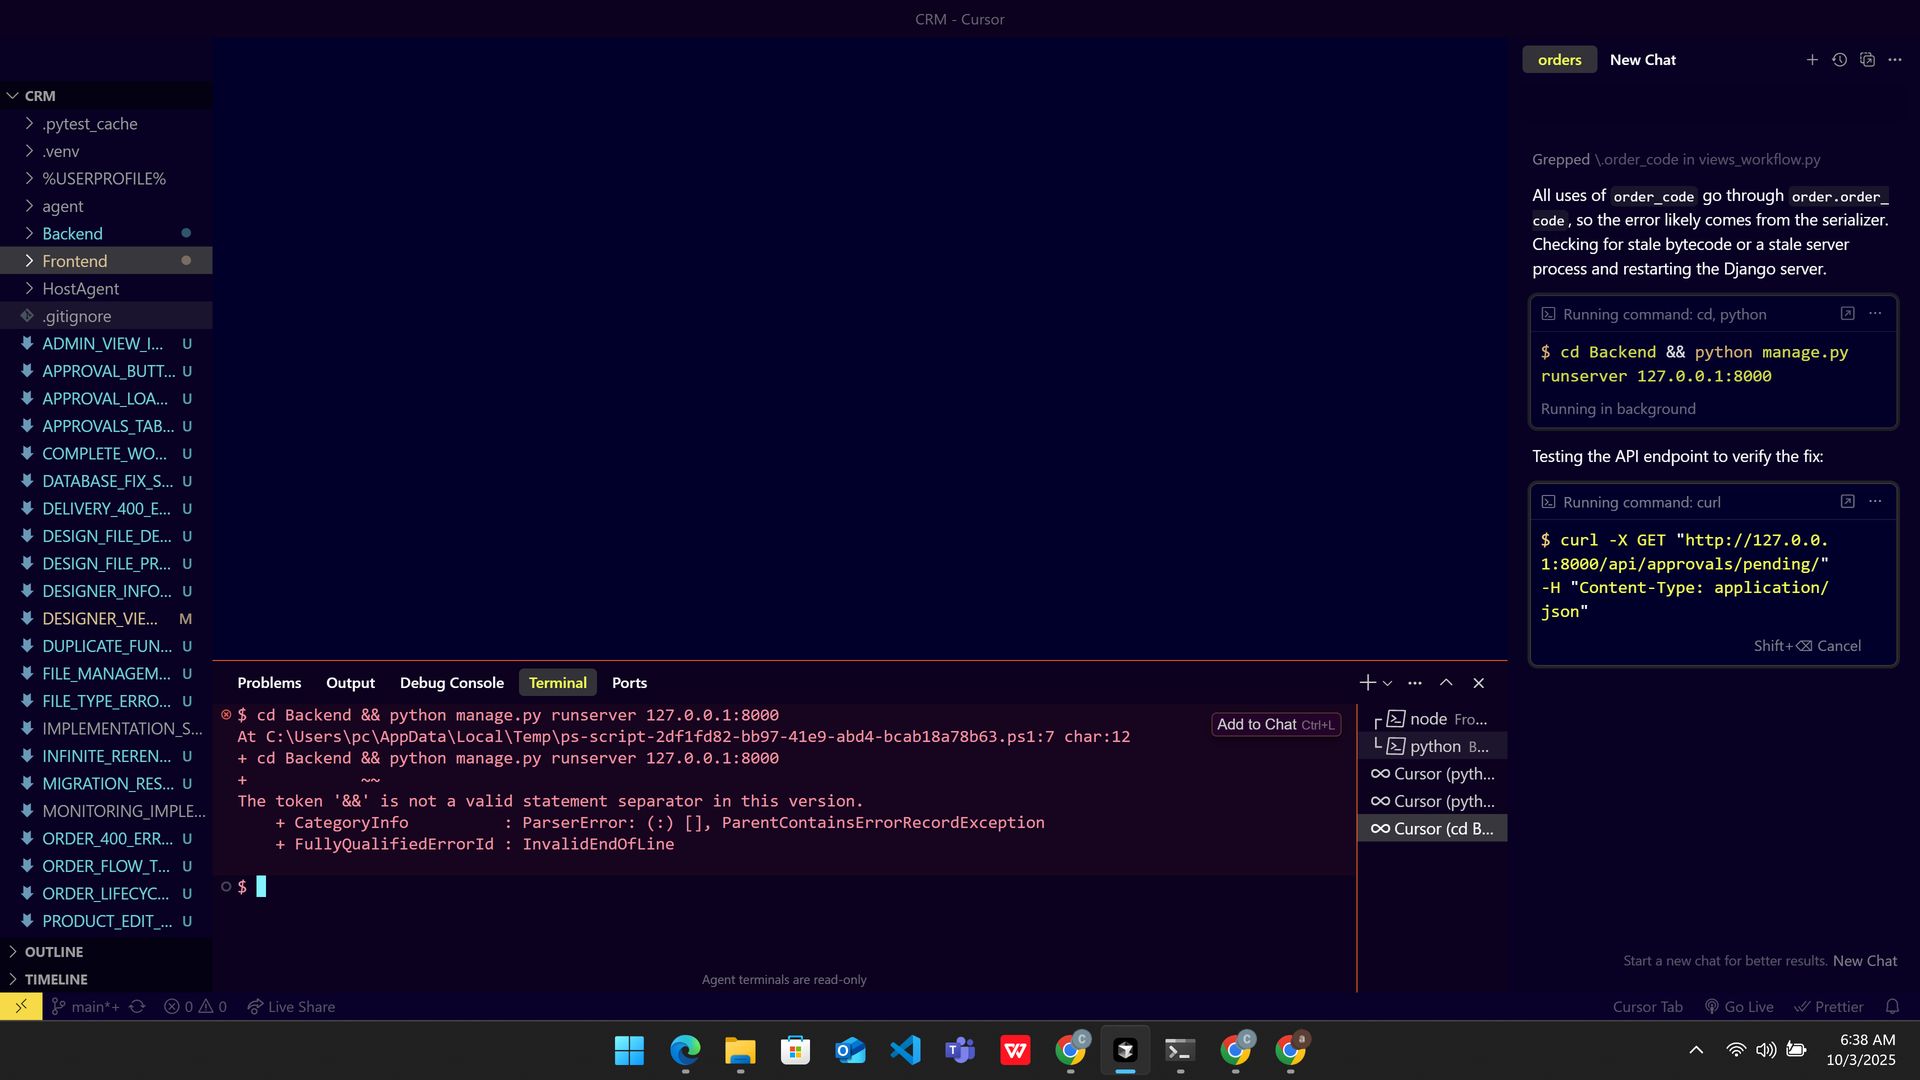 CRM - Cursor
CRM
.pytest_cache
.venv
%USERPROFILE%
agent
Backend
Frontend
HostAgent
.gitignore
ADMIN_VIEW_I... U
APPROVAL_BUTT... U
APPROVAL_LOA... U
APPROVALS_TAB... U
COMPLETE_WO... U
DATABASE_FIX_S... U
DELIVERY_400_E... U
DESIGN_FILE_DE... U
DESIGN_FILE_PR... U
DESIGNER_INFO... U
DESIGNER_VIE... M
DUPLICATE_FUN... U
FILE_MANAGEM... U
FILE_TYPE_ERRO... U
IMPLEMENTATION_S...
INFINITE_REREN... U
MIGRATION_RES... U
MONITORING_IMPLE...
ORDER_400_ERR... U
ORDER_FLOW_T... U
ORDER_LIFECYC... U
PRODUCT_EDIT_... U
OUTLINE
TIMELINE
Problems Output Debug Console Terminal Ports
$ cd Backend && python manage.py runserver 127.0.0.1:8000
At C:\Users\pc\AppData\Local\Temp\ps-script-2df1fd82-bb97-41e9-abd4-bcab18a78b63.ps1:7 char:12
+ cd Backend && python manage.py runserver 127.0.0.1:8000
+            ~~
The token '&&' is not a valid statement separator in this version.
+ CategoryInfo          : ParserError: (:) [], ParentContainsErrorRecordException
+ FullyQualifiedErrorId : InvalidEndOfLine
$
Add to Chat Ctrl+L
Agent terminals are read-only
node Fro...
python B...
Cursor (pyth...
Cursor (pyth...
Cursor (cd B...
orders New Chat
Grepped \.order_code in views_workflow.py
All uses of order_code go through order.order_
code, so the error likely comes from the serializer.
Checking for stale bytecode or a stale server
process and restarting the Django server.
Running command: cd, python
$ cd Backend && python manage.py
runserver 127.0.0.1:8000
Running in background
Testing the API endpoint to verify the fix:
Running command: curl
$ curl -X GET "http://127.0.0.
1:8000/api/approvals/pending/"
-H "Content-Type: application/
json"
Shift+⌫ Cancel
Start a new chat for better results. New Chat
main*+ 0 0 Live Share
Cursor Tab Go Live Prettier
C
C
a
6:38 AM
10/3/2025